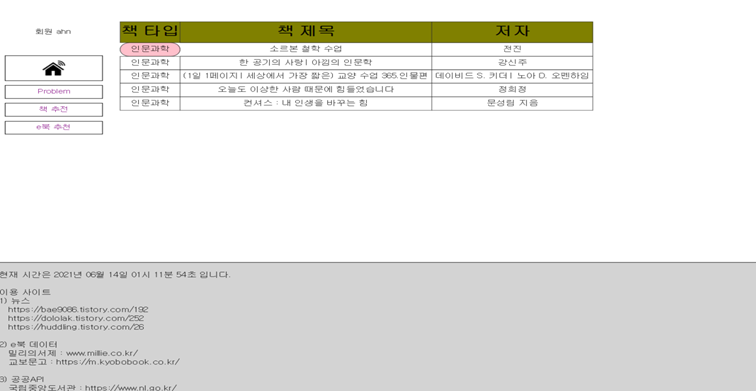 회원 ahn
Problem
책 추천
e북 추천
책 타입 책 제목 저자
인문과학 소르본 철학 수업 전진
인문과학 한 공기의 사랑| 아낌의 인문학 강신주
인문과학 (1일 1페이지| 세상에서 가장 짧은) 교양 수업 365.인물편 데이비드 S. 키더| 노아 D. 오펜하임
인문과학 오늘도 이상한 사람 때문에 힘들었습니다 정희정
인문과학 컨셔스 : 내 인생을 바꾸는 힘 문성림 지음
현재 시간은 2021년 06월 14일 01시 11분 54초 입니다.
이용 사이트
1) 뉴스
https://bae9086.tistory.com/192
https://dololak.tistory.com/252
https://huddling.tistory.com/26
2) e북 데이터
밀리의서제 : www.millie.co.kr/
교보문고 : https://m.kyobobook.co.kr/
3) 공공API
국립중앙도서관 : https://www.nl.go.kr/